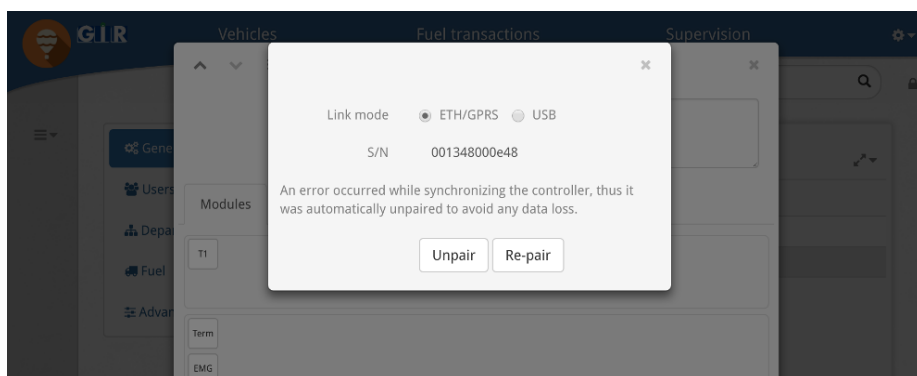 GIR
Vehicles
Fuel transactions
Supervision
Link mode
ETH/GPRS
USB
S/N
001348000e48
An error occurred while synchronizing the controller, thus it
was automatically unpaired to avoid any data loss.
Unpair
Re-pair
Users
Modules
T1
Fuel
Term
EMG